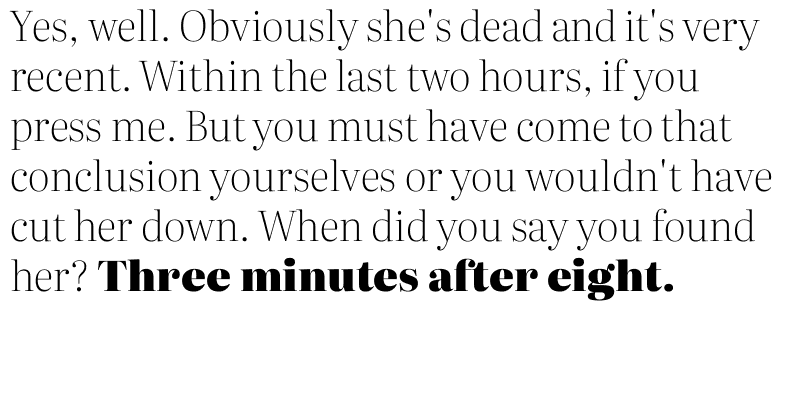 Yes, well. Obviously she's dead and it's very
recent. Within the last two hours, if you
press me. But you must have come to that
conclusion yourselves or you wouldn't have
cut her down. When did you say you found
her? Three minutes after eight.